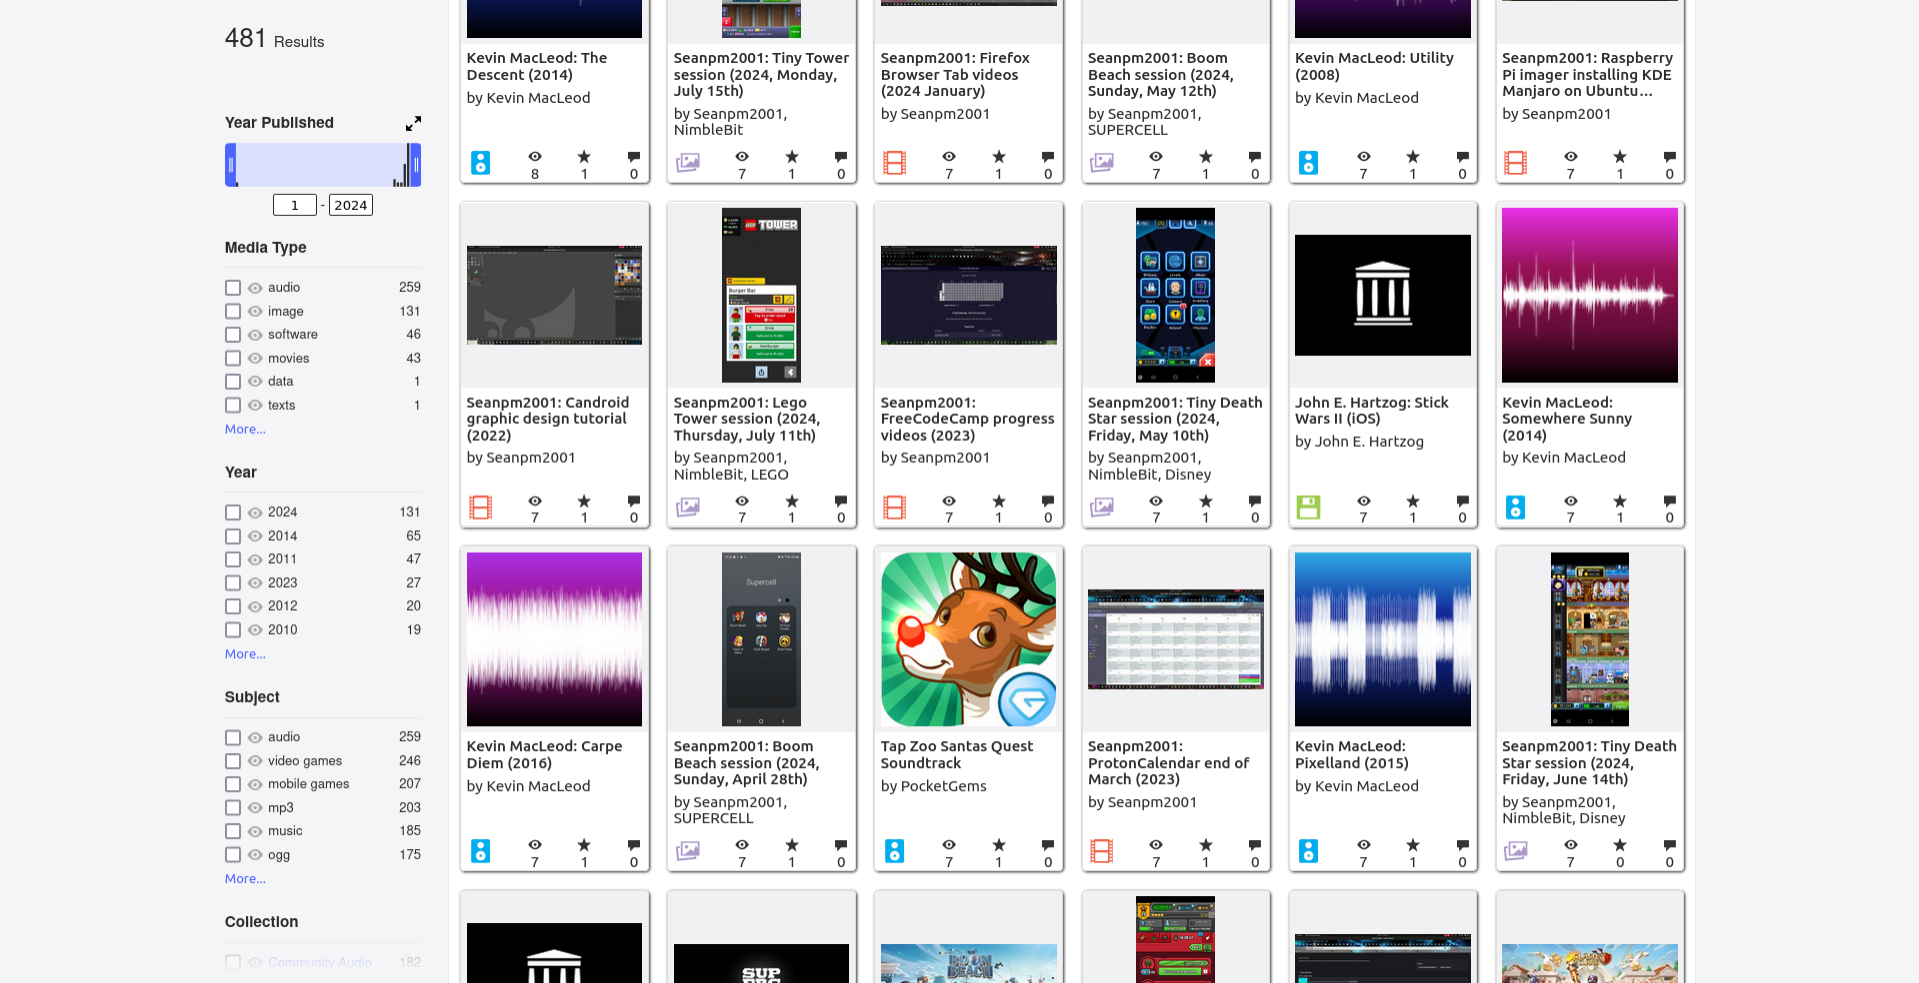 481 Results
Year Published
1 - 2024
Media Type
audio 259
image 131
software 46
movies 43
data 1
texts 1
More...
Year
2024 131
2014 65
2011 47
2023 27
2012 20
2010 19
More...
Subject
audio 259
video games 246
mobile games 207
mp3 203
music 185
ogg 175
More...
Collection
Community Audio 182
Kevin MacLeod: The
Descent (2014)
by Kevin MacLeod
8 1 0
Seanpm2001: Tiny Tower
session (2024, Monday,
July 15th)
by Seanpm2001,
NimbleBit
7 1 0
Seanpm2001: Firefox
Browser Tab videos
(2024 January)
by Seanpm2001
7 1 0
Seanpm2001: Boom
Beach session (2024,
Sunday, May 12th)
by Seanpm2001,
SUPERCELL
7 1 0
Kevin MacLeod: Utility
(2008)
by Kevin MacLeod
7 1 0
Seanpm2001: Raspberry
Pi imager installing KDE
Manjaro on Ubuntu...
by Seanpm2001
7 1 0
Seanpm2001: Candroid
graphic design tutorial
(2022)
by Seanpm2001
7 1 0
LEGO TOWER
Burger Bar
Seanpm2001: Lego
Tower session (2024,
Thursday, July 11th)
by Seanpm2001,
NimbleBit, LEGO
7 1 0
Seanpm2001:
FreeCodeCamp progress
videos (2023)
by Seanpm2001
7 1 0
Seanpm2001: Tiny Death
Star session (2024,
Friday, May 10th)
by Seanpm2001,
NimbleBit, Disney
7 1 0
John E. Hartzog: Stick
Wars II (iOS)
by John E. Hartzog
7 1 0
Kevin MacLeod:
Somewhere Sunny
(2014)
by Kevin MacLeod
7 1 0
Kevin MacLeod: Carpe
Diem (2016)
by Kevin MacLeod
7 1 0
Supercell
Seanpm2001: Boom
Beach session (2024,
Sunday, April 28th)
by Seanpm2001,
SUPERCELL
7 1 0
Tap Zoo Santas Quest
Soundtrack
by PocketGems
7 1 0
Seanpm2001:
ProtonCalendar end of
March (2023)
by Seanpm2001
7 1 0
Kevin MacLeod:
Pixelland (2015)
by Kevin MacLeod
7 1 0
Seanpm2001: Tiny Death
Star session (2024,
Friday, June 14th)
by Seanpm2001,
NimbleBit, Disney
7 0 0
SUP
BOOM
BEACH